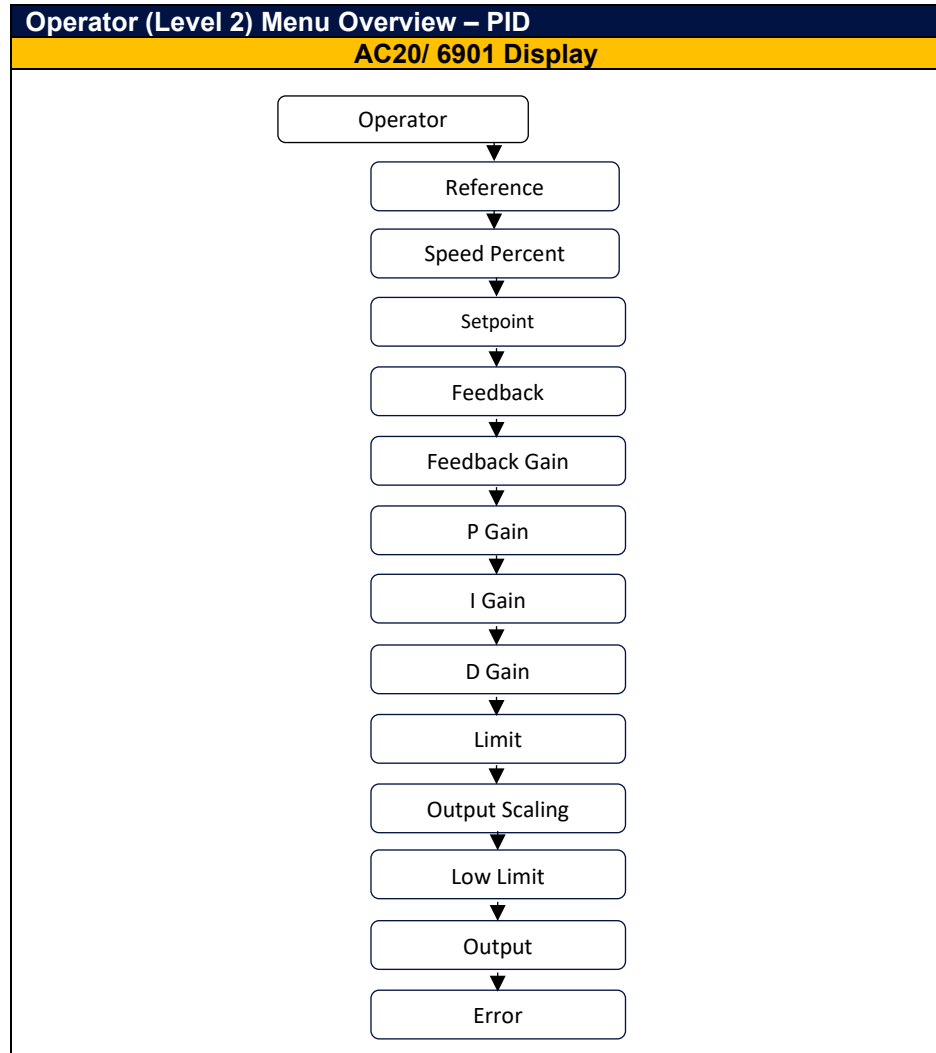 Operator (Level 2) Menu Overview – PID
AC20/ 6901 Display
Operator
Reference
Speed Percent
Setpoint
Feedback
Feedback Gain
P Gain
I Gain
D Gain
Limit
Output Scaling
Low Limit
Output
Error